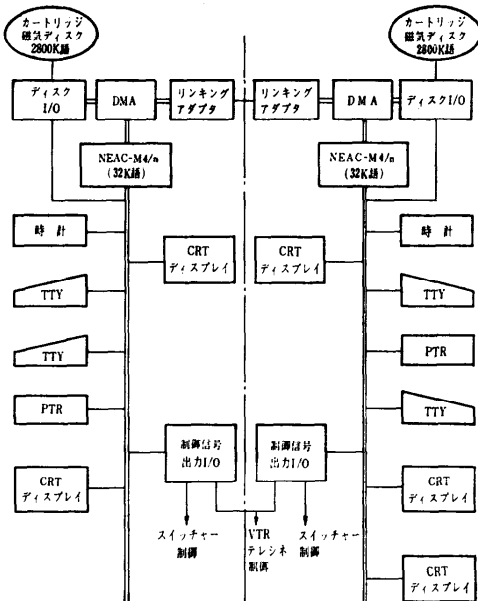 カートリッジ
磁気ディスク
2800K語
カートリッジ
磁気ディスク
2800K語
ディスク
I/O
DMA
リンキング
アダプタ
リンキング
アダプタ
DMA
ディスクI/O
NEAC-M4/n
(32K語)
NEAC-M4/n
(32K語)
時計
CRT
ディスプレイ
CRT
ディスプレイ
時計
TTY
TTY
TTY
PTR
PTR
TTY
制御信号
出力I/O
制御信号
出力I/O
CRT
ディスプレイ
CRT
ディスプレイ
スイッチャー
制御
VTR
テレシネ
制御
スイッチャー
制御
CRT
ディスプレイ